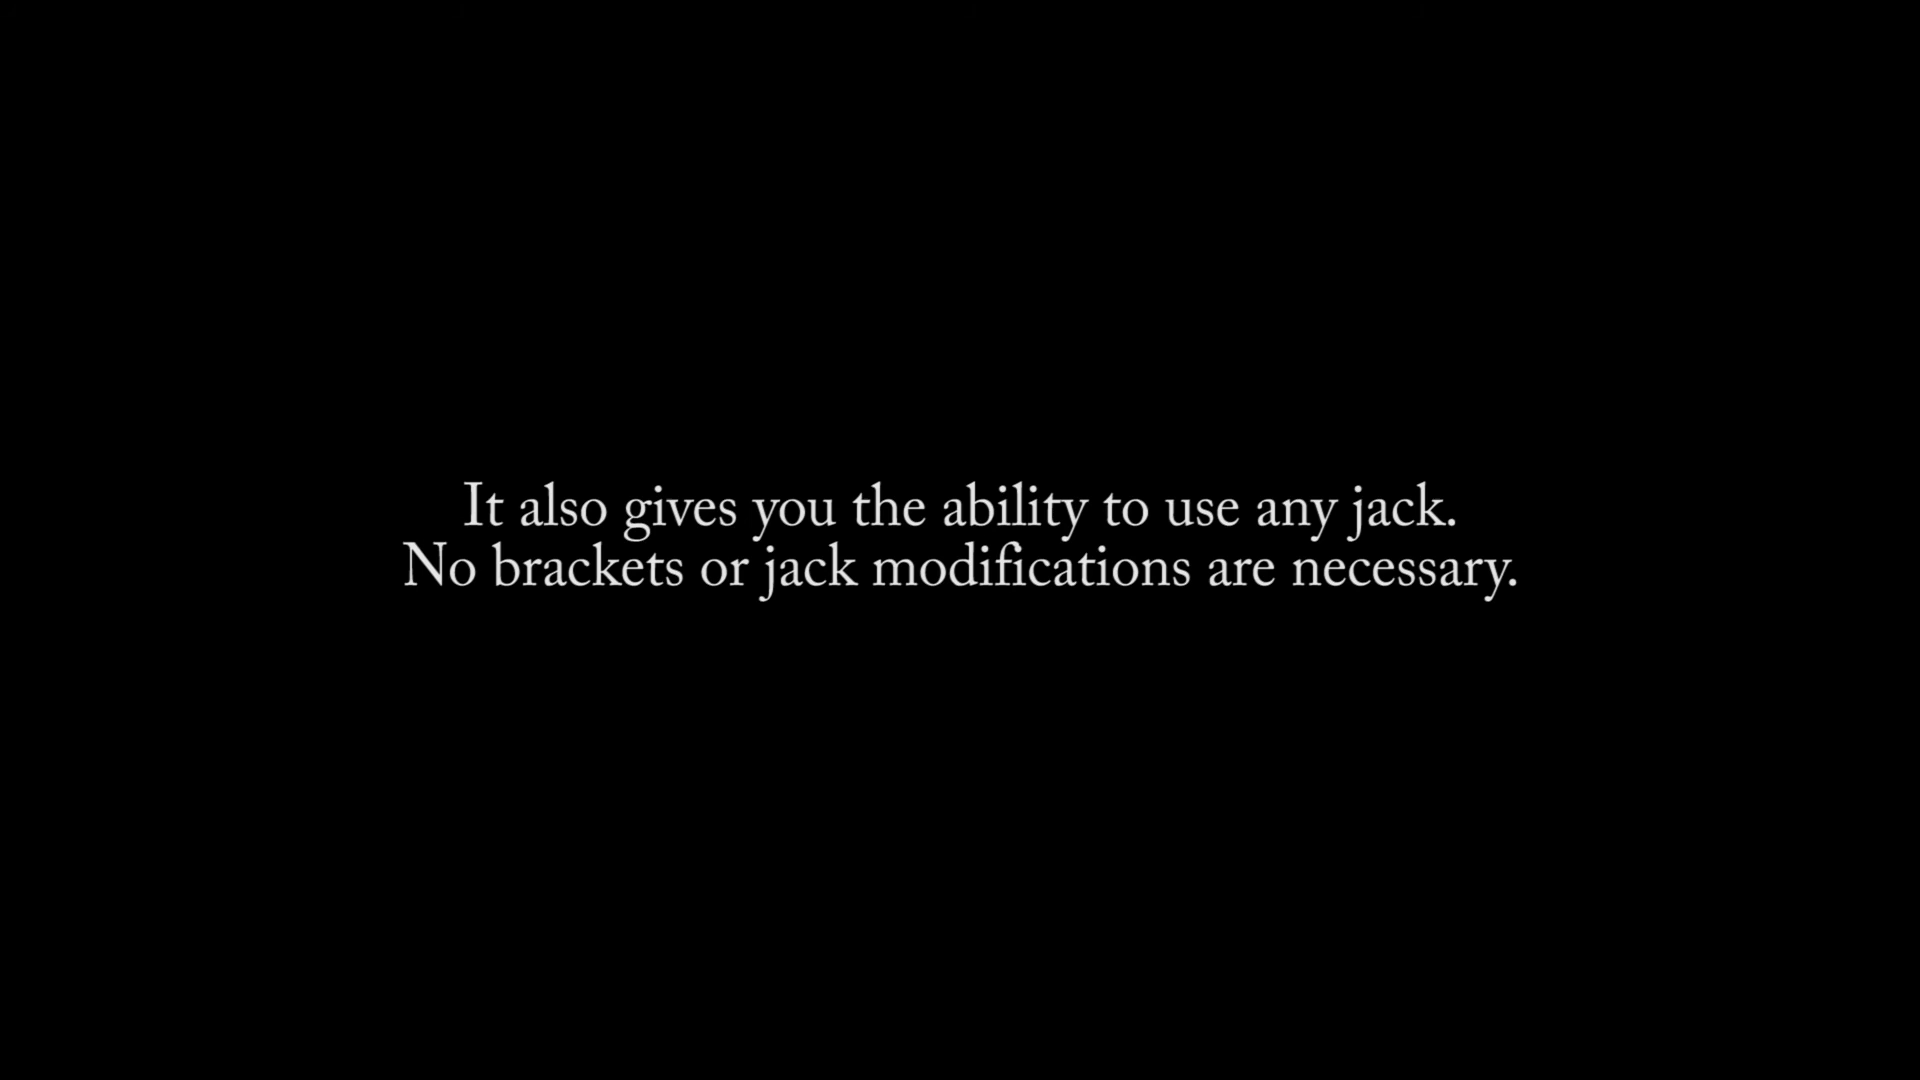 It also gives you the ability to use any jack.
No brackets or jack modifications are necessary.